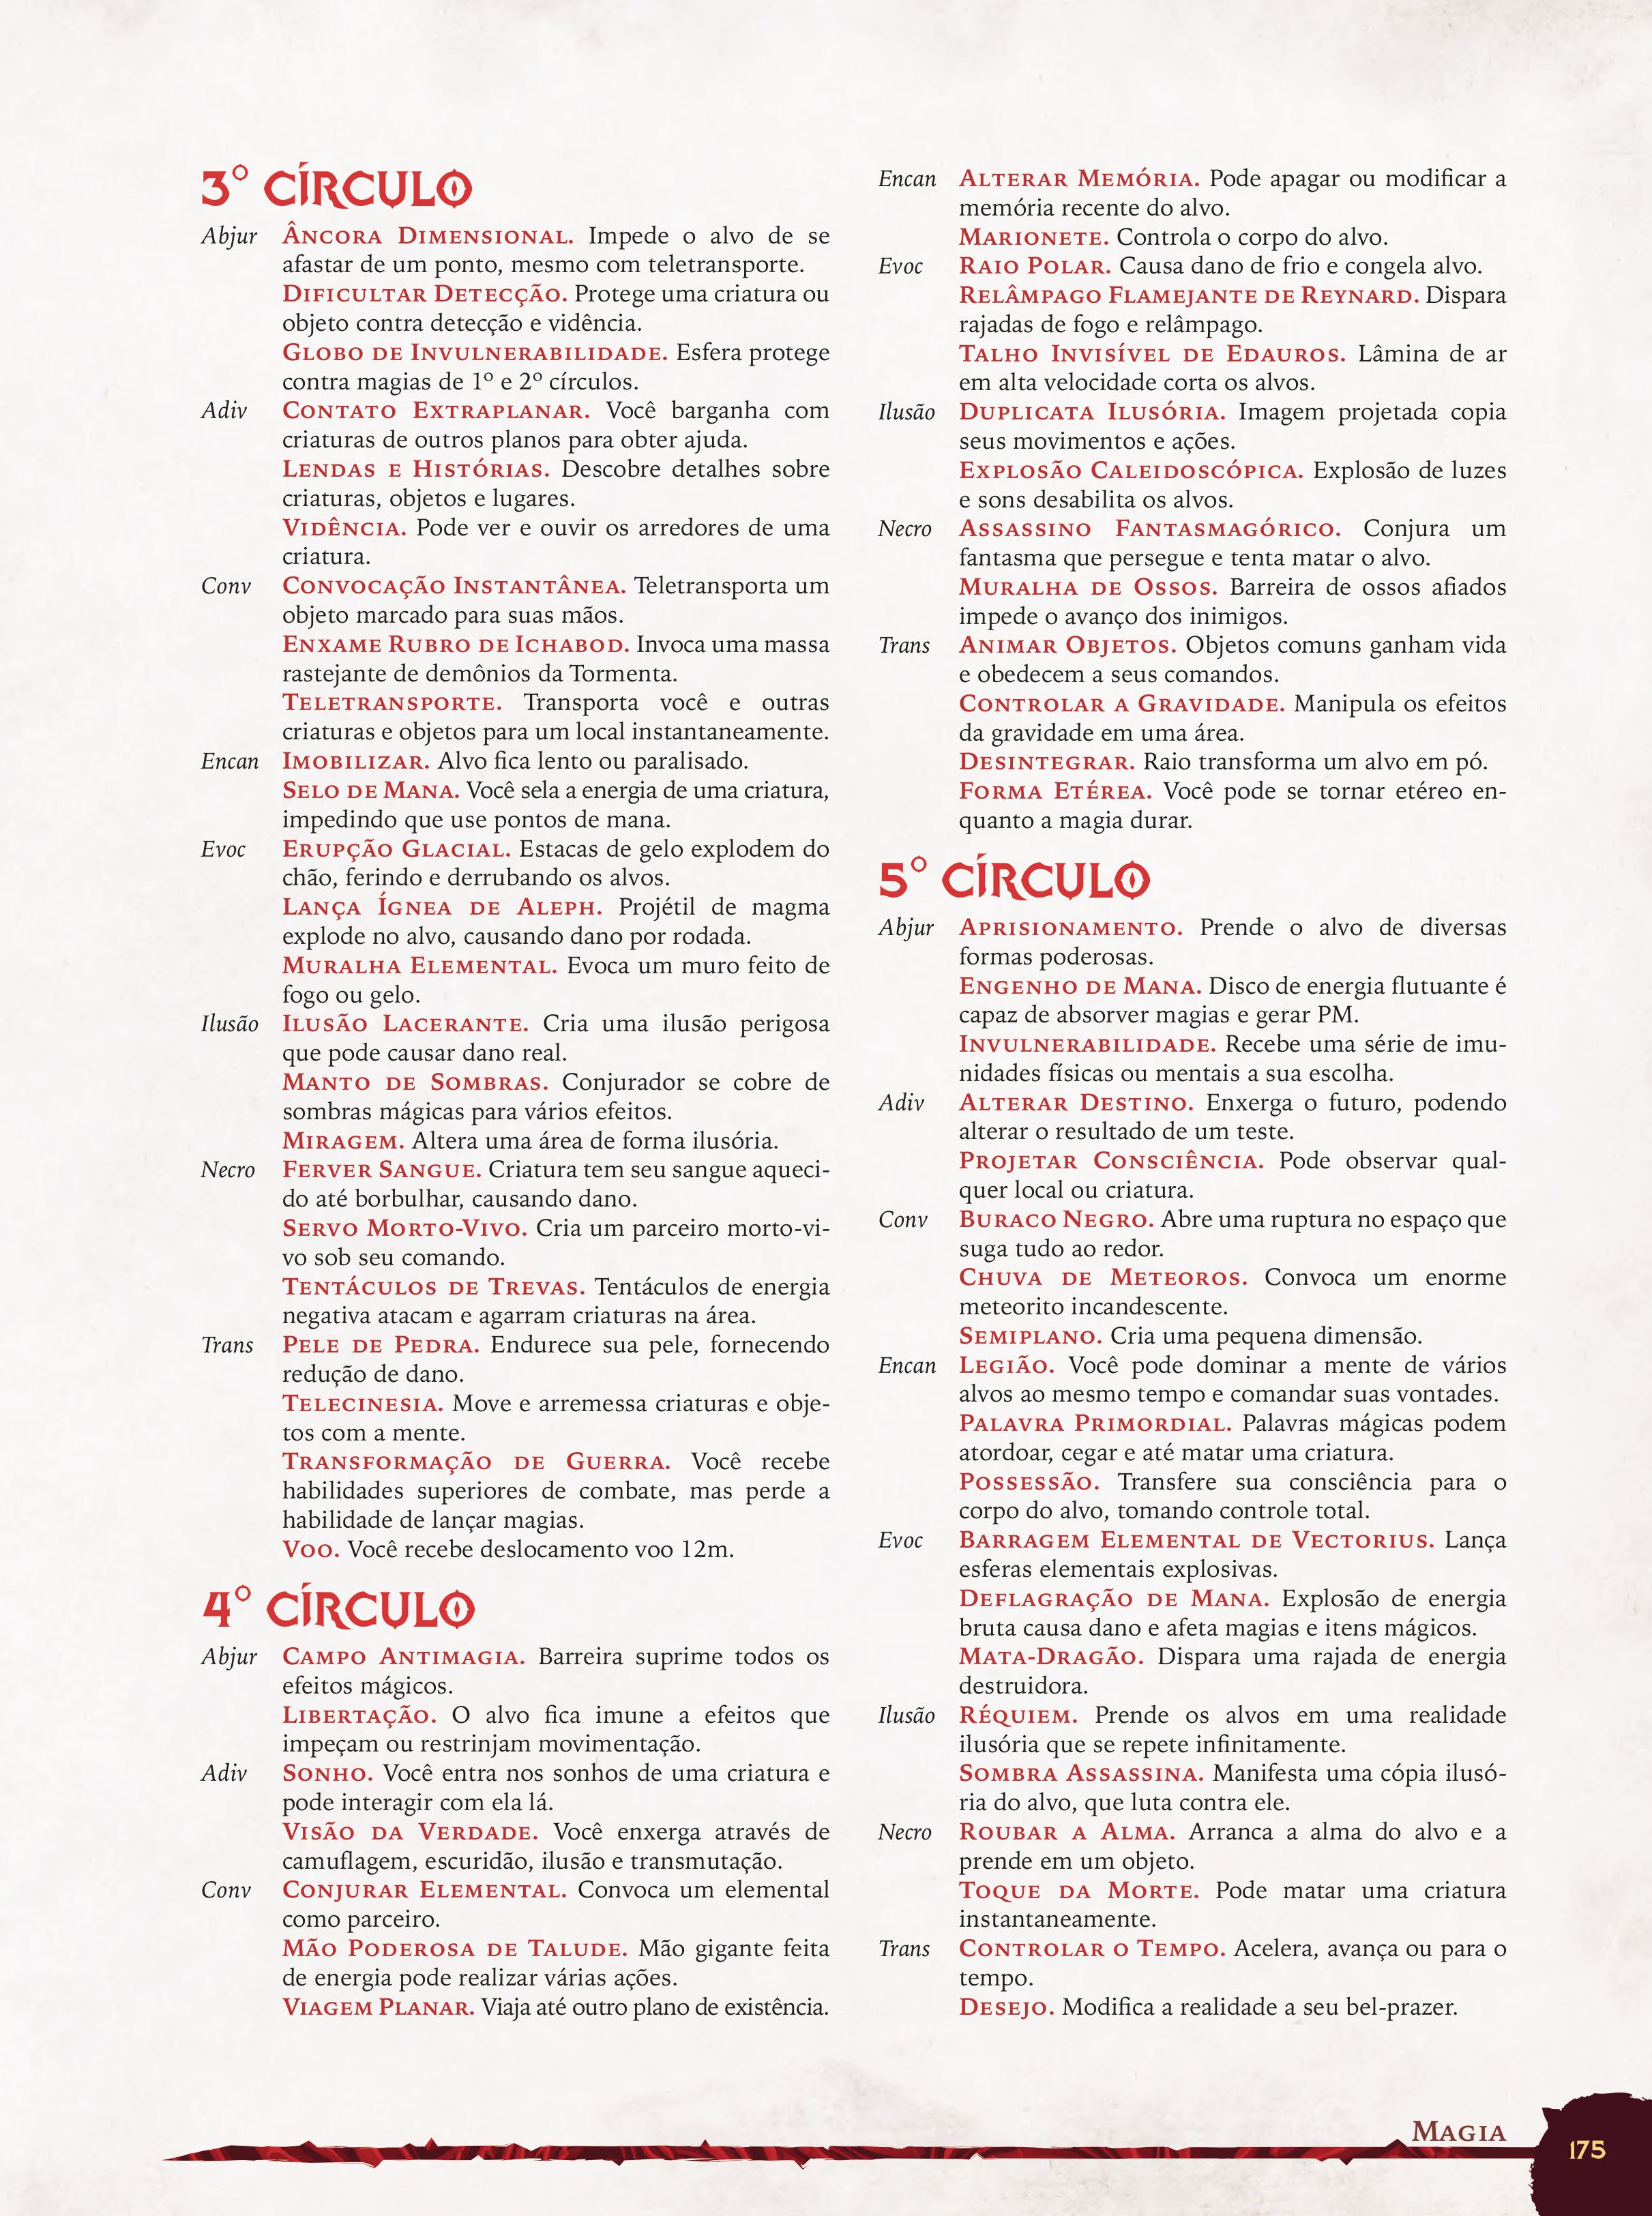 3º CÍRCULO
Abjur ÂNCORA DIMENSIONAL. Impede o alvo de se
afastar de um ponto, mesmo com teletransporte.
DIFICULTAR DETECÇÃO. Protege uma criatura ou
objeto contra detecção e vidência.
GLOBO DE INVULNERABILIDADE. Esfera protege
contra magias de 1º e 2º círculos.
Adiv CONTATO EXTRAPLANAR. Você barganha com
criaturas de outros planos para obter ajuda.
LENDAS E HISTÓRIAS. Descobre detalhes sobre
criaturas, objetos e lugares.
VIDÊNCIA. Pode ver e ouvir os arredores de uma
criatura.
Conv CONVOCAÇÃO INSTANTÂNEA. Teletransporta um
objeto marcado para suas mãos.
ENXAME RUBRO DE ICHABOD. Invoca uma massa
rastejante de demônios da Tormenta.
TELETRANSPORTE. Transporta você e outras
criaturas e objetos para um local instantaneamente.
Encan IMOBILIZAR. Alvo fica lento ou paralisado.
SELO DE MANA. Você sela a energia de uma criatura,
impedindo que use pontos de mana.
Evoc ERUPÇÃO GLACIAL. Estacas de gelo explodem do
chão, ferindo e derrubando os alvos.
LANÇA ÍGNEA DE ALEPH. Projétil de magma
explode no alvo, causando dano por rodada.
MURALHA ELEMENTAL. Evoca um muro feito de
fogo ou gelo.
Ilusão ILUSÃO LACERANTE. Cria uma ilusão perigosa
que pode causar dano real.
MANTO DE SOMBRAS. Conjurador se cobre de
sombras mágicas para vários efeitos.
MIRAGEM. Altera uma área de forma ilusória.
Necro FERVER SANGUE. Criatura tem seu sangue aqueci-
do até borbulhar, causando dano.
SERVO MORTO-VIVO. Cria um parceiro morto-vi-
vo sob seu comando.
TENTÁCULOS DE TREVAS. Tentáculos de energia
negativa atacam e agarram criaturas na área.
Trans PELE DE PEDRA. Endurece sua pele, fornecendo
redução de dano.
TELECINESIA. Move e arremessa criaturas e obje-
tos com a mente.
TRANSFORMAÇÃO DE GUERRA. Você recebe
habilidades superiores de combate, mas perde a
habilidade de lançar magias.
VOO. Você recebe deslocamento voo 12m.
4º CÍRCULO
Abjur CAMPO ANTIMAGIA. Barreira suprime todos os
efeitos mágicos.
LIBERTAÇÃO. O alvo fica imune a efeitos que
impeçam ou restrinjam movimentação.
Adiv SONHO. Você entra nos sonhos de uma criatura e
pode interagir com ela lá.
VISÃO DA VERDADE. Você enxerga através de
camuflagem, escuridão, ilusão e transmutação.
Conv CONJURAR ELEMENTAL. Convoca um elemental
como parceiro.
MÃO PODEROSA DE TALUDE. Mão gigante feita
de energia pode realizar várias ações.
VIAGEM PLANAR. Viaja até outro plano de existência.
Encan ALTERAR MEMÓRIA. Pode apagar ou modificar a
memória recente do alvo.
MARIONETE. Controla o corpo do alvo.
Evoc RAIO POLAR. Causa dano de frio e congela alvo.
RELÂMPAGO FLAMEJANTE DE REYNARD. Dispara
rajadas de fogo e relâmpago.
TALHO INVISÍVEL DE EDAUROS. Lâmina de ar
em alta velocidade corta os alvos.
Ilusão DUPLICATA ILUSÓRIA. Imagem projetada copia
seus movimentos e ações.
EXPLOSÃO CALEIDOSCÓPICA. Explosão de luzes
e sons desabilita os alvos.
Necro ASSASSINO FANTASMAGÓRICO. Conjura um
fantasma que persegue e tenta matar o alvo.
MURALHA DE OSSOS. Barreira de ossos afiados
impede o avanço dos inimigos.
Trans ANIMAR OBJETOS. Objetos comuns ganham vida
e obedecem a seus comandos.
CONTROLAR A GRAVIDADE. Manipula os efeitos
da gravidade em uma área.
DESINTEGRAR. Raio transforma um alvo em pó.
FORMA ETÉREA. Você pode se tornar etéreo en-
quanto a magia durar.
5º CÍRCULO
Abjur APRISIONAMENTO. Prende o alvo de diversas
formas poderosas.
ENGENHO DE MANA. Disco de energia flutuante é
capaz de absorver magias e gerar PM.
INVULNERABILIDADE. Recebe uma série de imu-
nidades físicas ou mentais a sua escolha.
Adiv ALTERAR DESTINO. Enxerga o futuro, podendo
alterar o resultado de um teste.
PROJETAR CONSCIÊNCIA. Pode observar qual-
quer local ou criatura.
Conv BURACO NEGRO. Abre uma ruptura no espaço que
suga tudo ao redor.
CHUVA DE METEOROS. Convoca um enorme
meteorito incandescente.
SEMIPLANO. Cria uma pequena dimensão.
Encan LEGIÃO. Você pode dominar a mente de vários
alvos ao mesmo tempo e comandar suas vontades.
PALAVRA PRIMORDIAL. Palavras mágicas podem
atordoar, cegar e até matar uma criatura.
POSSESSÃO. Transfere sua consciência para o
corpo do alvo, tomando controle total.
Evoc BARRAGEM ELEMENTAL DE VECTORIUS. Lança
esferas elementais explosivas.
DEFLAGRAÇÃO DE MANA. Explosão de energia
bruta causa dano e afeta magias e itens mágicos.
MATA-DRAGÃO. Dispara uma rajada de energia
destruidora.
Ilusão RÉQUIEM. Prende os alvos em uma realidade
ilusória que se repete infinitamente.
SOMBRA ASSASSINA. Manifesta uma cópia ilusó-
ria do alvo, que luta contra ele.
Necro ROUBAR A ALMA. Arranca a alma do alvo e a
prende em um objeto.
TOQUE DA MORTE. Pode matar uma criatura
instantaneamente.
Trans CONTROLAR O TEMPO. Acelera, avança ou para o
tempo.
DESEJO. Modifica a realidade a seu bel-prazer.
MAGIA
175